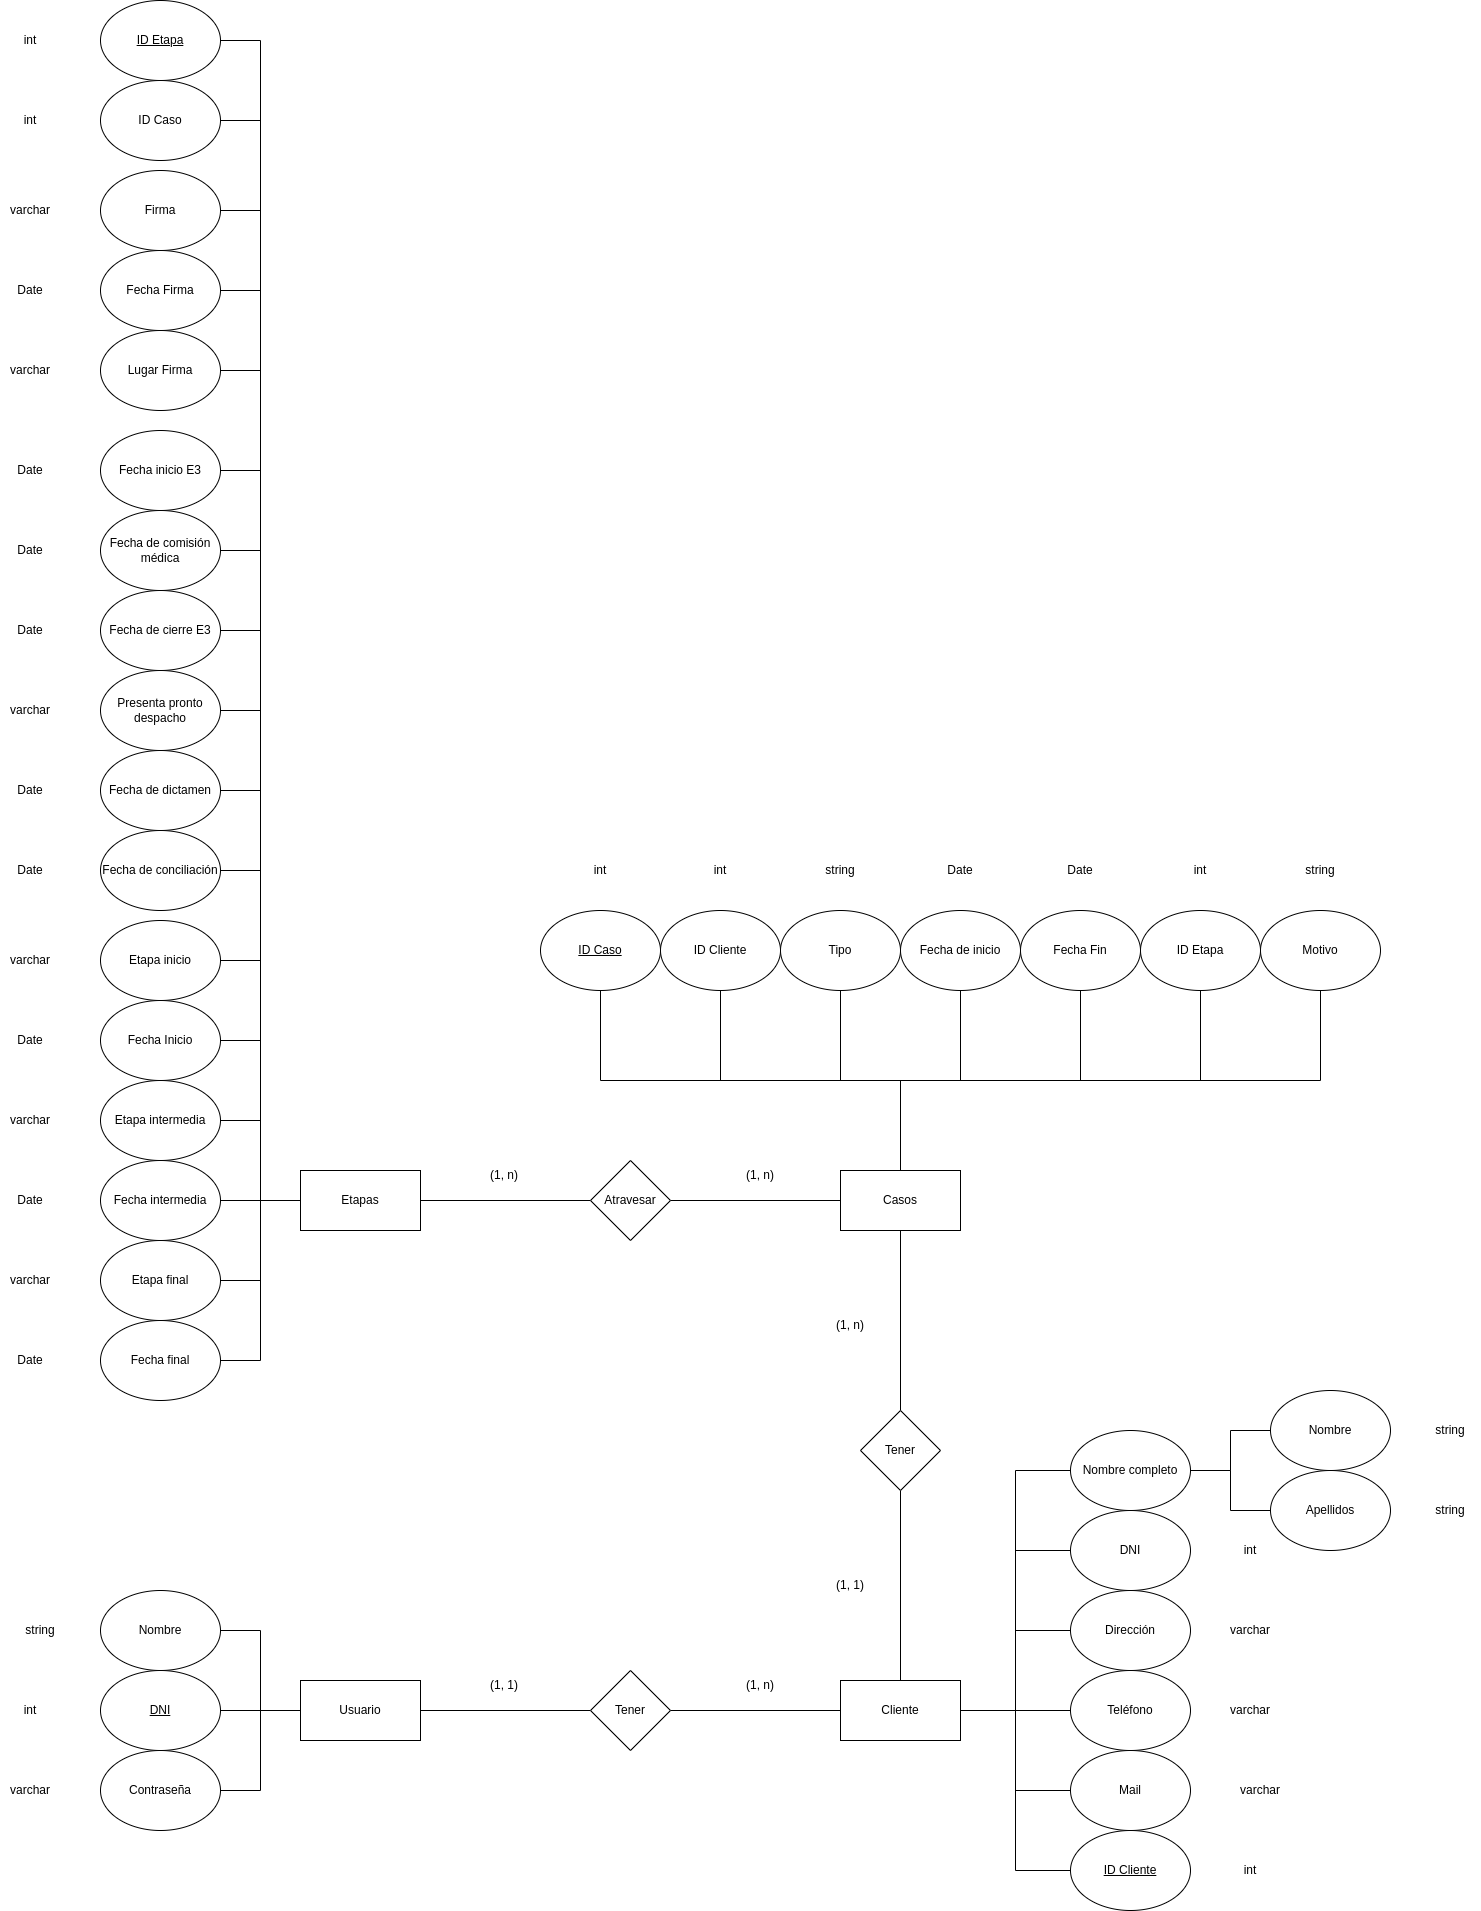 int
ID Etapa
int
ID Caso
varchar
Firma
Date
Fecha Firma
varchar
Lugar Firma
Date
Fecha inicio E3
Date
Fecha de comisión
médica
Date
Fecha de cierre E3
varchar
Presenta pronto
despacho
Date
Fecha de dictamen
Date
Fecha de conciliación
varchar
Etapa inicio
Date
Fecha Inicio
varchar
Etapa intermedia
Date
Fecha intermedia
varchar
Etapa final
Date
Fecha final
int
int
string
Date
Date
int
string
ID Caso
ID Cliente
Tipo
Fecha de inicio
Fecha Fin
ID Etapa
Motivo
Etapas
(1, n)
Atravesar
(1, n)
Casos
(1, n)
Tener
(1, 1)
string
Nombre
int
DNI
varchar
Contraseña
Usuario
(1, 1)
Tener
(1, n)
Cliente
Nombre completo
Nombre
string
Apellidos
string
DNI
int
Dirección
varchar
Teléfono
varchar
Mail
varchar
ID Cliente
int